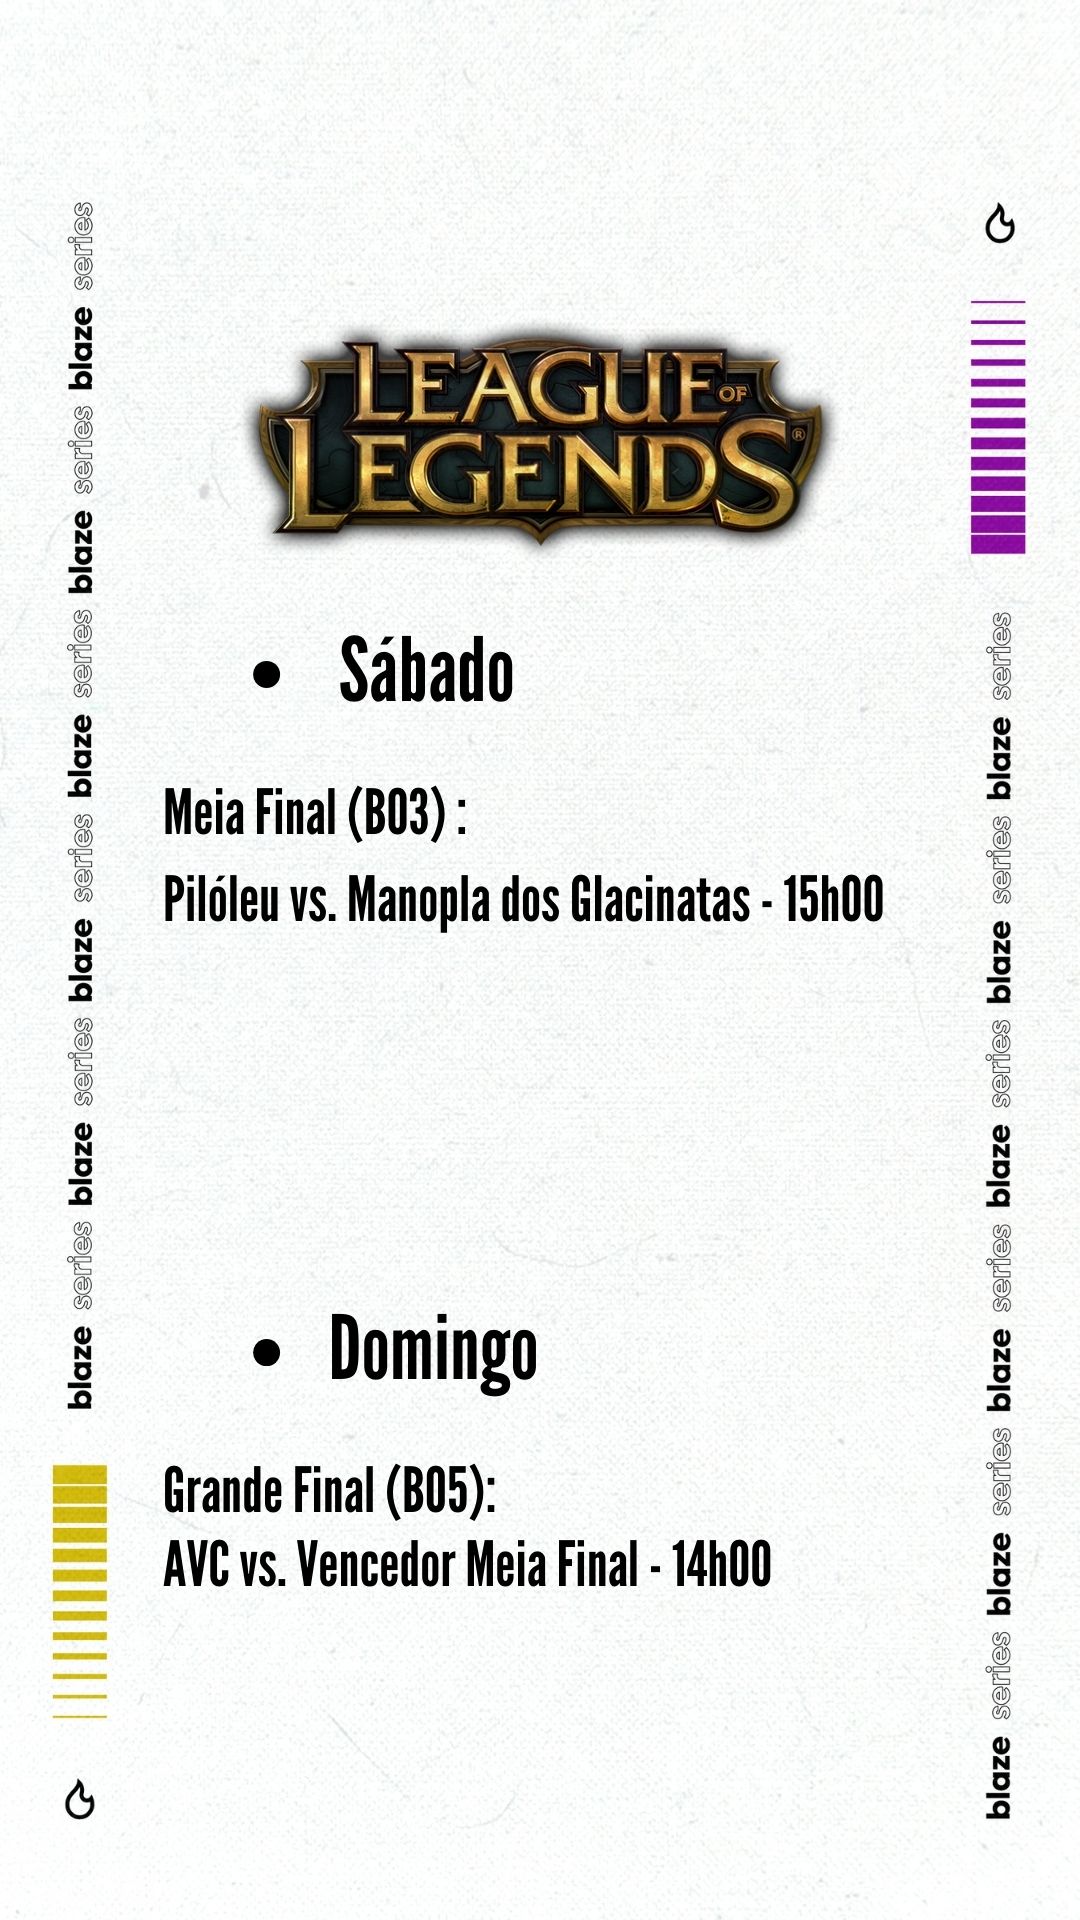 LEAGUE OF
LEGENDS®
• Sábado
Meia Final (BO3) :
Pilóleu vs. Manopla dos Glacinatas - 15h00
• Domingo
Grande Final (BO5):
AVC vs. Vencedor Meia Final - 14h00
blaze series blaze series blaze series blaze series blaze series blaze series
blaze series blaze series blaze series blaze series blaze series blaze series